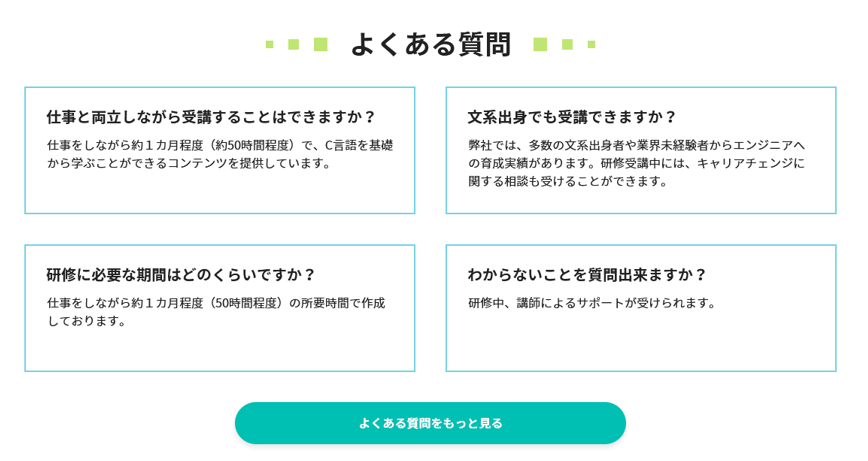 よくある質問
仕事と両立しながら受講することはできますか？
仕事をしながら約１カ月程度（約50時間程度）で、C言語を基礎
から学ぶことができるコンテンツを提供しています。
文系出身でも受講できますか？
弊社では、多数の文系出身者や業界未経験者からエンジニアへ
の育成実績があります。研修受講中には、キャリアチェンジに
関する相談も受けることができます。
研修に必要な期間はどのくらいですか？
仕事をしながら約１カ月程度（50時間程度）の所要時間で作成
しております。
わからないことを質問出来ますか？
研修中、講師によるサポートが受けられます。
よくある質問をもっと見る